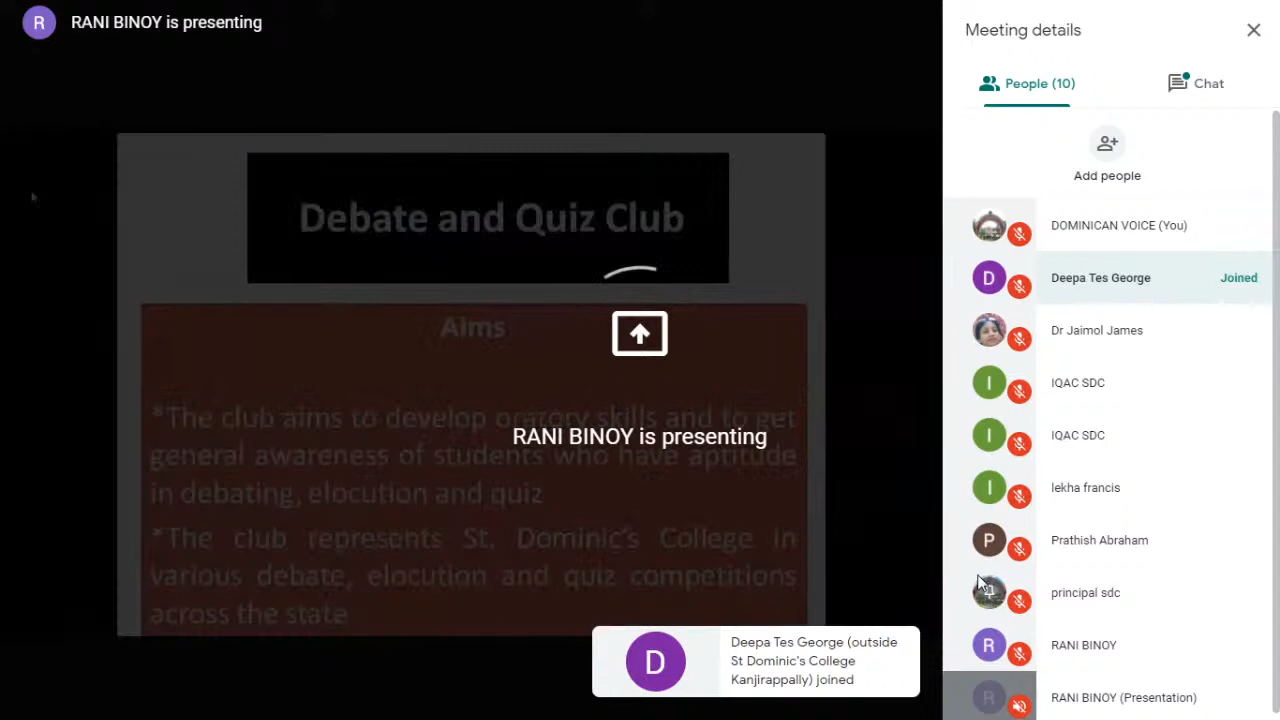 R RANI BINOY is presenting
Debate and Quiz Club
Aims
*The club aims to develop oratory skills and to get
general awareness of students who have aptitude
in debating, elocution and quiz
*The club represents St. Dominic's College in
various debate, elocution and quiz competitions
across the state
RANI BINOY is presenting
D
Deepa Tes George (outside
St Dominic's College
Kanjirappally) joined
Meeting details
People (10)
Chat
Add people
DOMINICAN VOICE (You)
D Deepa Tes George Joined
Dr Jaimol James
I IQAC SDC
I IQAC SDC
l lekha francis
P Prathish Abraham
principal sdc
R RANI BINOY
R RANI BINOY (Presentation)